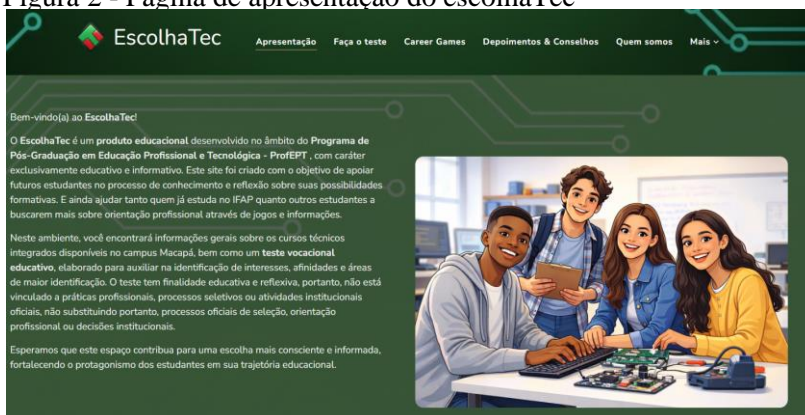 Figura 2 - Página de apresentação do escolhaTec
EscolhaTec
Apresentação Faça o teste Career Games Depoimentos & Conselhos Quem somos Mais
Bem-vindo(a) ao EscolhaTec!
O EscolhaTec é um produto educacional desenvolvido no âmbito do Programa de
Pós-Graduação em Educação Profissional e Tecnológica - ProfEPT , com caráter
exclusivamente educativo e informativo. Este site foi criado com o objetivo de apoiar
futuros estudantes no processo de conhecimento e reflexão sobre suas possibilidades
formativas. E ainda ajudar tanto quem já estuda no IFAP quanto outros estudantes a
buscarem mais sobre orientação profissional através de jogos e informações.
Neste ambiente, você encontrará informações gerais sobre os cursos técnicos
integrados disponíveis no campus Macapá, bem como um teste vocacional
educativo, elaborado para auxiliar na identificação de interesses, afinidades e áreas
de maior identificação. O teste tem finalidade educativa e reflexiva, portanto, não está
vinculado a práticas profissionais, processos seletivos ou atividades institucionais
oficiais, não substituindo portanto, processos oficiais de seleção, orientação
profissional ou decisões institucionais.
Esperamos que este espaço contribua para uma escolha mais consciente e informada,
fortalecendo o protagonismo dos estudantes em sua trajetória educacional.